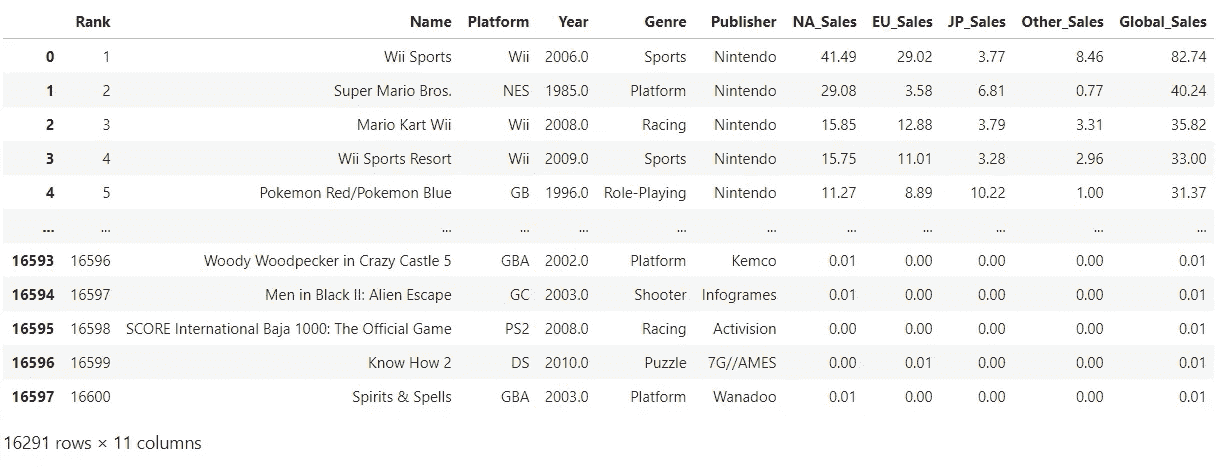 Rank Name Platform Year Genre Publisher NA_Sales EU_Sales JP_Sales Other_Sales Global_Sales
0 1 Wii Sports Wii 2006.0 Sports Nintendo 41.49 29.02 3.77 8.46 82.74
1 2 Super Mario Bros. NES 1985.0 Platform Nintendo 29.08 3.58 6.81 0.77 40.24
2 3 Mario Kart Wii Wii 2008.0 Racing Nintendo 15.85 12.88 3.79 3.31 35.82
3 4 Wii Sports Resort Wii 2009.0 Sports Nintendo 15.75 11.01 3.28 2.96 33.00
4 5 Pokemon Red/Pokemon Blue GB 1996.0 Role-Playing Nintendo 11.27 8.89 10.22 1.00 31.37
... ... ... ... ... ... ... ... ... ... ... ...
16593 16596 Woody Woodpecker in Crazy Castle 5 GBA 2002.0 Platform Kemco 0.01 0.00 0.00 0.00 0.01
16594 16597 Men in Black II: Alien Escape GC 2003.0 Shooter Infogrames 0.01 0.00 0.00 0.00 0.01
16595 16598 SCORE International Baja 1000: The Official Game PS2 2008.0 Racing Activision 0.00 0.00 0.00 0.00 0.01
16596 16599 Know How 2 DS 2010.0 Puzzle 7G//AMES 0.00 0.01 0.00 0.00 0.01
16597 16600 Spirits & Spells GBA 2003.0 Platform Wanadoo 0.01 0.00 0.00 0.00 0.01
16291 rows × 11 columns